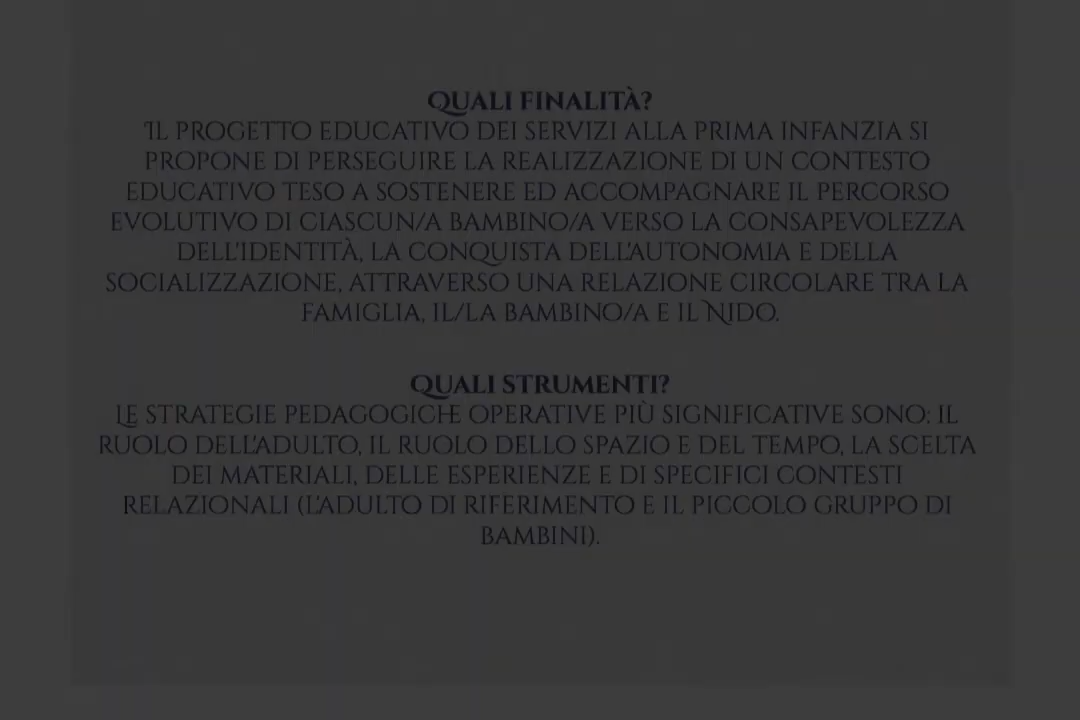 QUALI FINALITÀ?
IL PROGETTO EDUCATIVO DEI SERVIZI ALLA PRIMA INFANZIA SI
PROPONE DI PERSEGUIRE LA REALIZZAZIONE DI UN CONTESTO
EDUCATIVO TESO A SOSTENERE ED ACCOMPAGNARE IL PERCORSO
EVOLUTIVO DI CIASCUN/A BAMBINO/A VERSO LA CONSAPEVOLEZZA
DELL'IDENTITÀ, LA CONQUISTA DELL'AUTONOMIA E DELLA
SOCIALIZZAZIONE, ATTRAVERSO UNA RELAZIONE CIRCOLARE TRA LA
FAMIGLIA, IL/LA BAMBINO/A E IL NIDO.
QUALI STRUMENTI?
LE STRATEGIE PEDAGOGICHE OPERATIVE PIÙ SIGNIFICATIVE SONO: IL
RUOLO DELL'ADULTO, IL RUOLO DELLO SPAZIO E DEL TEMPO, LA SCELTA
DEI MATERIALI, DELLE ESPERIENZE E DI SPECIFICI CONTESTI
RELAZIONALI (L'ADULTO DI RIFERIMENTO E IL PICCOLO GRUPPO DI
BAMBINI).